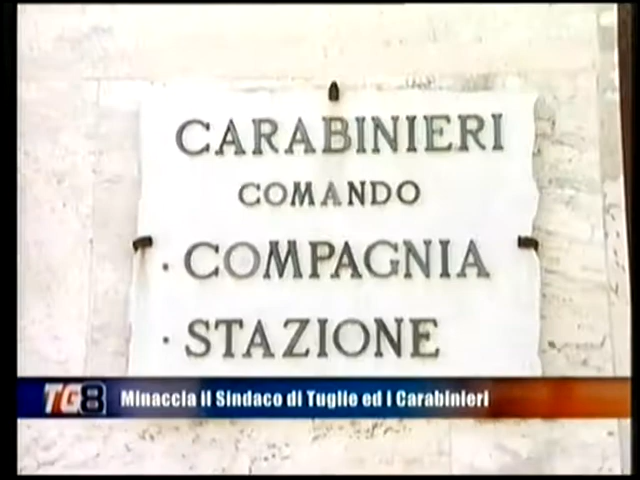 CARABINIERI
COMANDO
· COMPAGNIA
· STAZIONE
TG8 Minaccia il Sindaco di Tuglie ed i Carabinieri